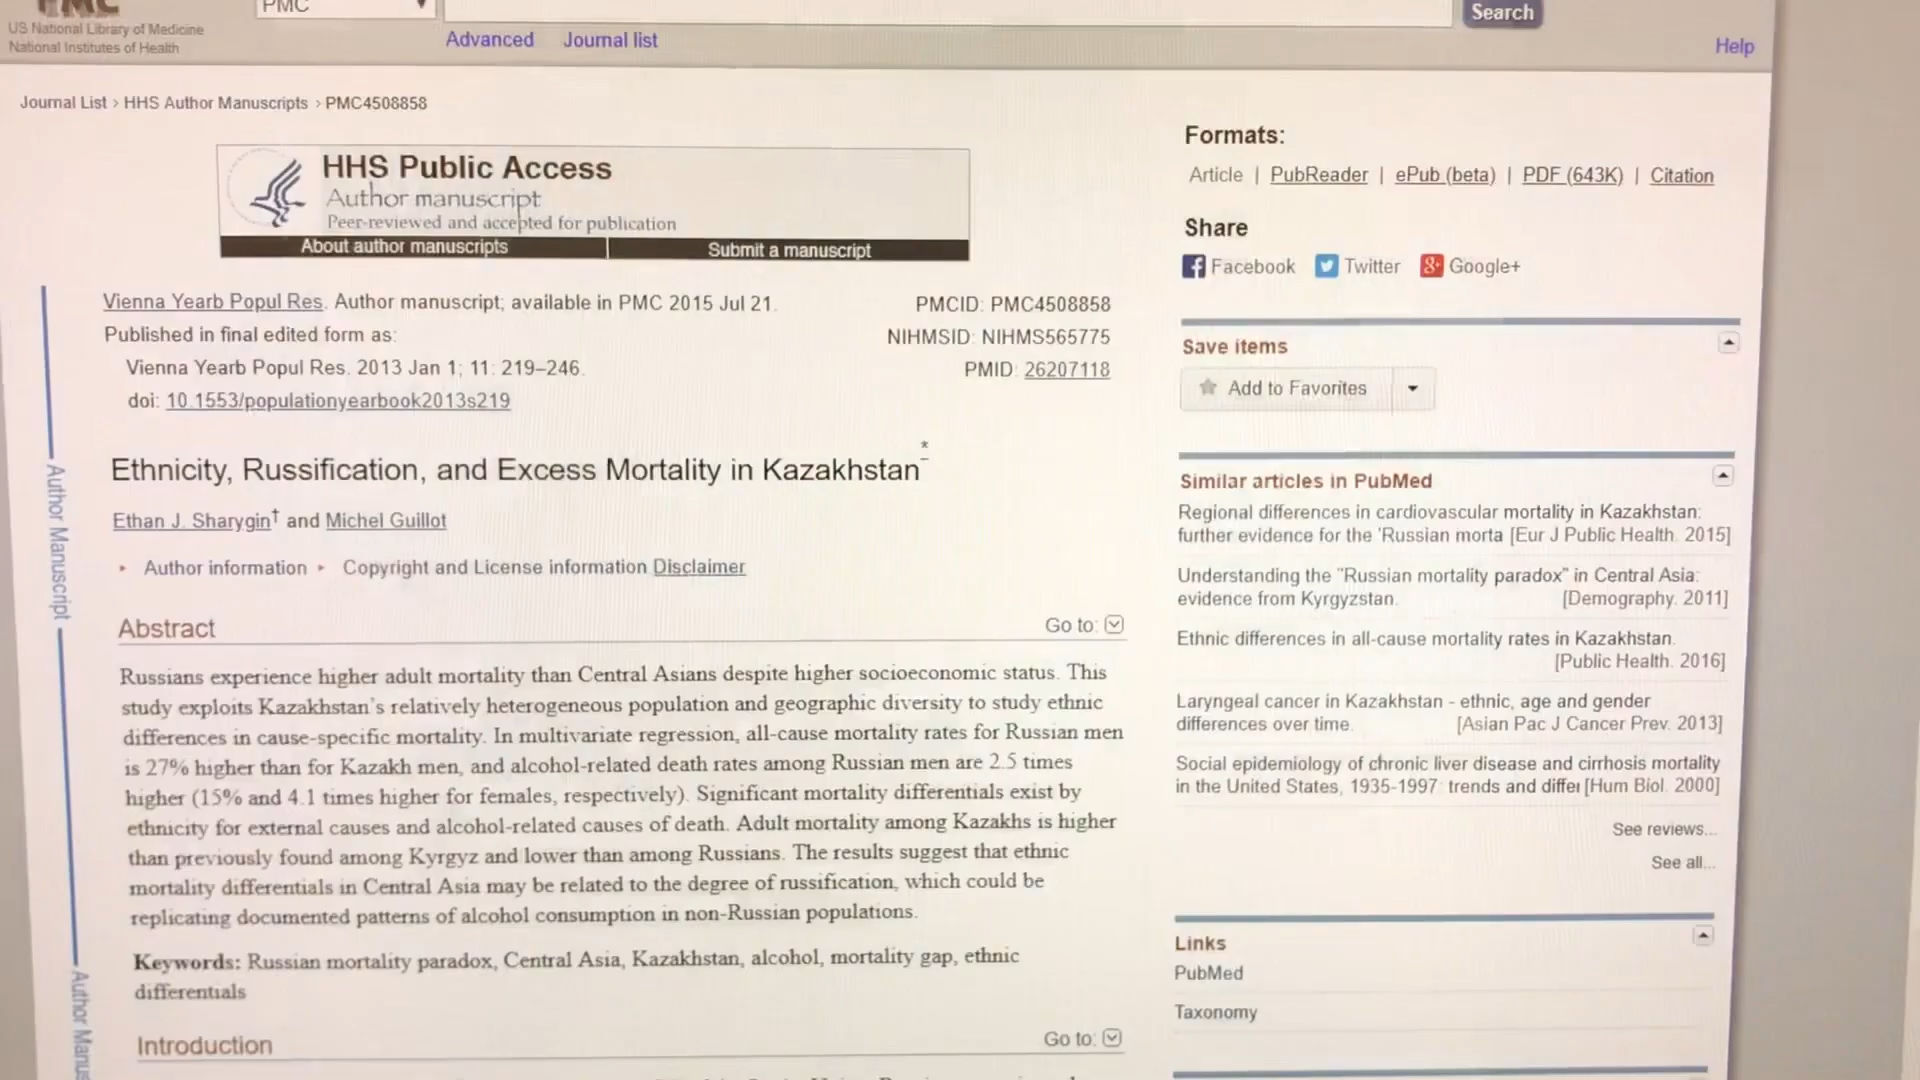 PMC
PMC
Search
US National Library of Medicine
National Institutes of Health
Advanced
Journal list
Help
Journal List > HHS Author Manuscripts > PMC4508858
HHS Public Access
Author manuscript
Peer-reviewed and accepted for publication
About author manuscripts
Submit a manuscript
Vienna Yearb Popul Res. Author manuscript; available in PMC 2015 Jul 21.
Published in final edited form as:
Vienna Yearb Popul Res. 2013 Jan 1; 11: 219–246.
doi: 10.1553/populationyearbook2013s219
PMCID: PMC4508858
NIHMSID: NIHMS565775
PMID: 26207118
Ethnicity, Russification, and Excess Mortality in Kazakhstan*
Ethan J. Sharygin† and Michel Guillot
Author information
Copyright and License information Disclaimer
Abstract
Go to:
Russians experience higher adult mortality than Central Asians despite higher socioeconomic status. This
study exploits Kazakhstan's relatively heterogeneous population and geographic diversity to study ethnic
differences in cause-specific mortality. In multivariate regression, all-cause mortality rates for Russian men
is 27% higher than for Kazakh men, and alcohol-related death rates among Russian men are 2.5 times
higher (15% and 4.1 times higher for females, respectively). Significant mortality differentials exist by
ethnicity for external causes and alcohol-related causes of death. Adult mortality among Kazakhs is higher
than previously found among Kyrgyz and lower than among Russians. The results suggest that ethnic
mortality differentials in Central Asia may be related to the degree of russification, which could be
replicating documented patterns of alcohol consumption in non-Russian populations.
Keywords: Russian mortality paradox, Central Asia, Kazakhstan, alcohol, mortality gap, ethnic
differentials
Introduction
Go to:
Author Manuscript
Author Manus
Formats:
Article | PubReader | ePub (beta) | PDF (643K) | Citation
Share
Facebook
Twitter
Google+
Save items
Add to Favorites
Similar articles in PubMed
Regional differences in cardiovascular mortality in Kazakhstan:
further evidence for the 'Russian morta [Eur J Public Health. 2015]
Understanding the "Russian mortality paradox" in Central Asia:
evidence from Kyrgyzstan. [Demography. 2011]
Ethnic differences in all-cause mortality rates in Kazakhstan.
[Public Health. 2016]
Laryngeal cancer in Kazakhstan - ethnic, age and gender
differences over time. [Asian Pac J Cancer Prev. 2013]
Social epidemiology of chronic liver disease and cirrhosis mortality
in the United States, 1935-1997: trends and differ [Hum Biol. 2000]
See reviews...
See all...
Links
PubMed
Taxonomy